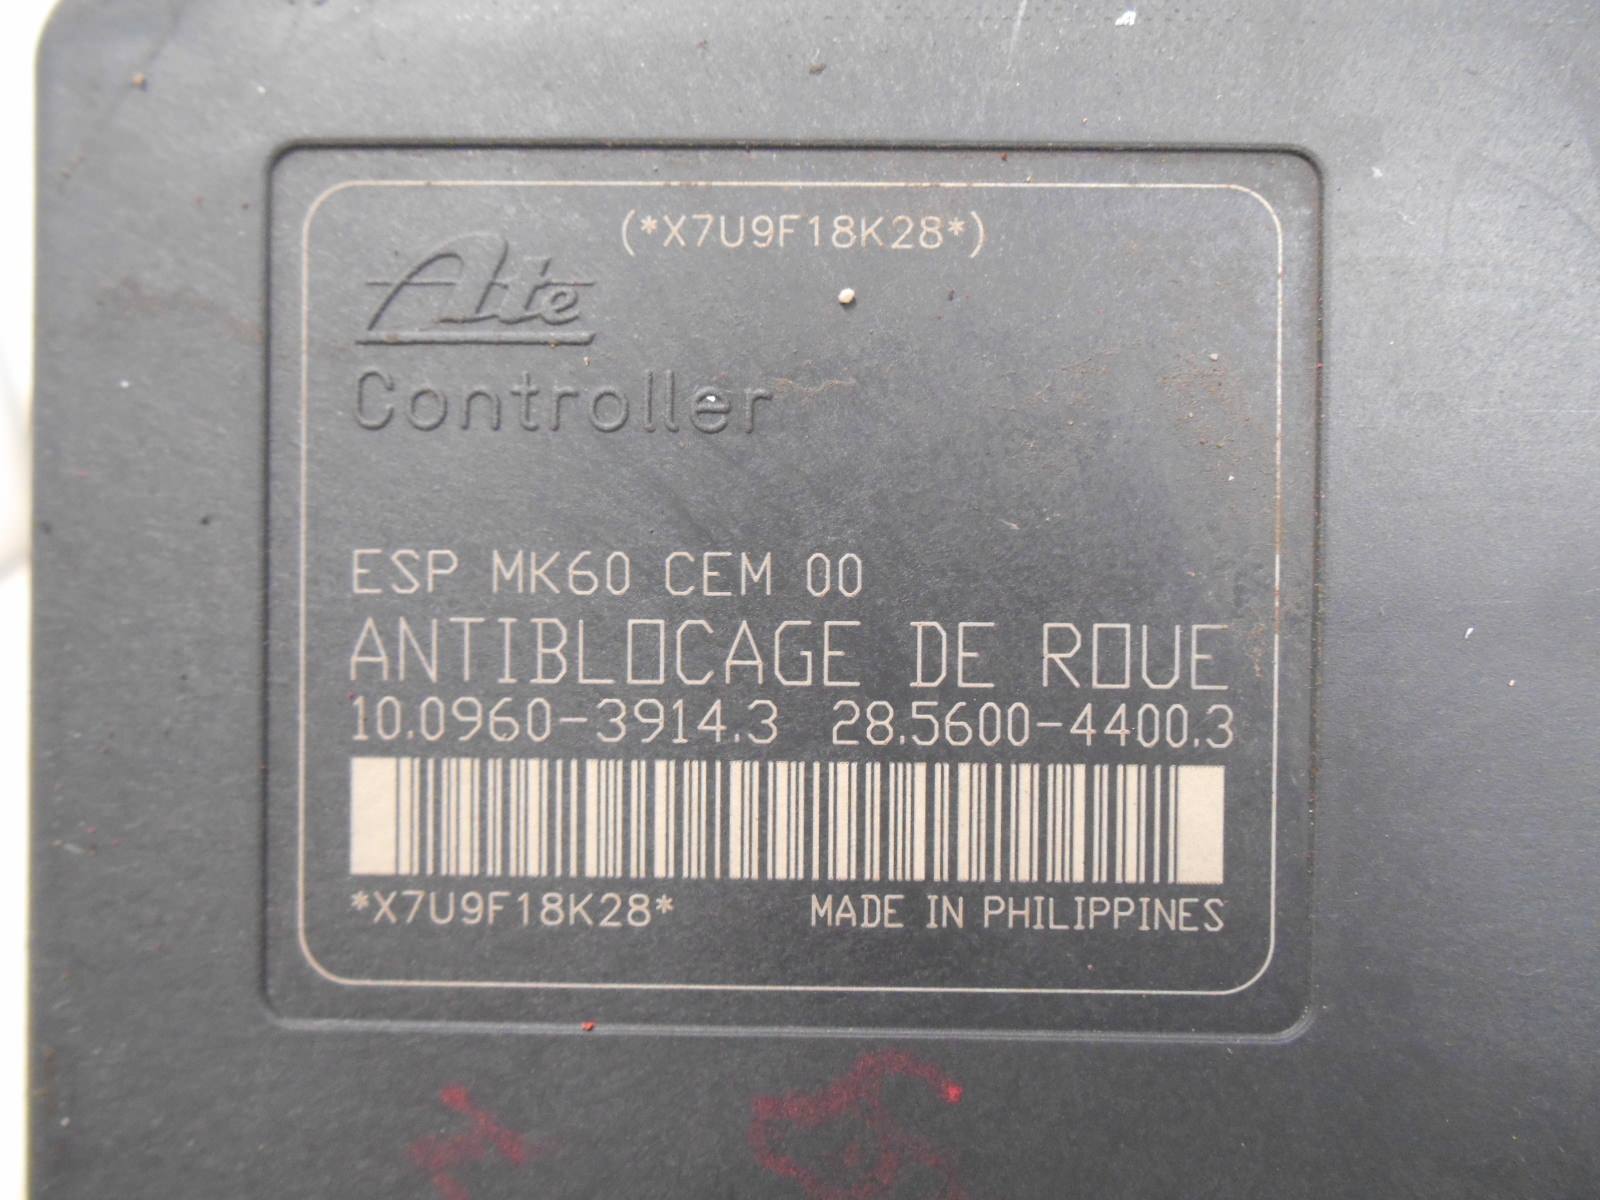 (*X7U9F18K28*)
Ate
Controller
ESP MK60 CEM 00
ANTIBLOCAGE DE ROUE
10.0960-3914.3 28.5600-4400.3
*X7U9F18K28* MADE IN PHILIPPINES